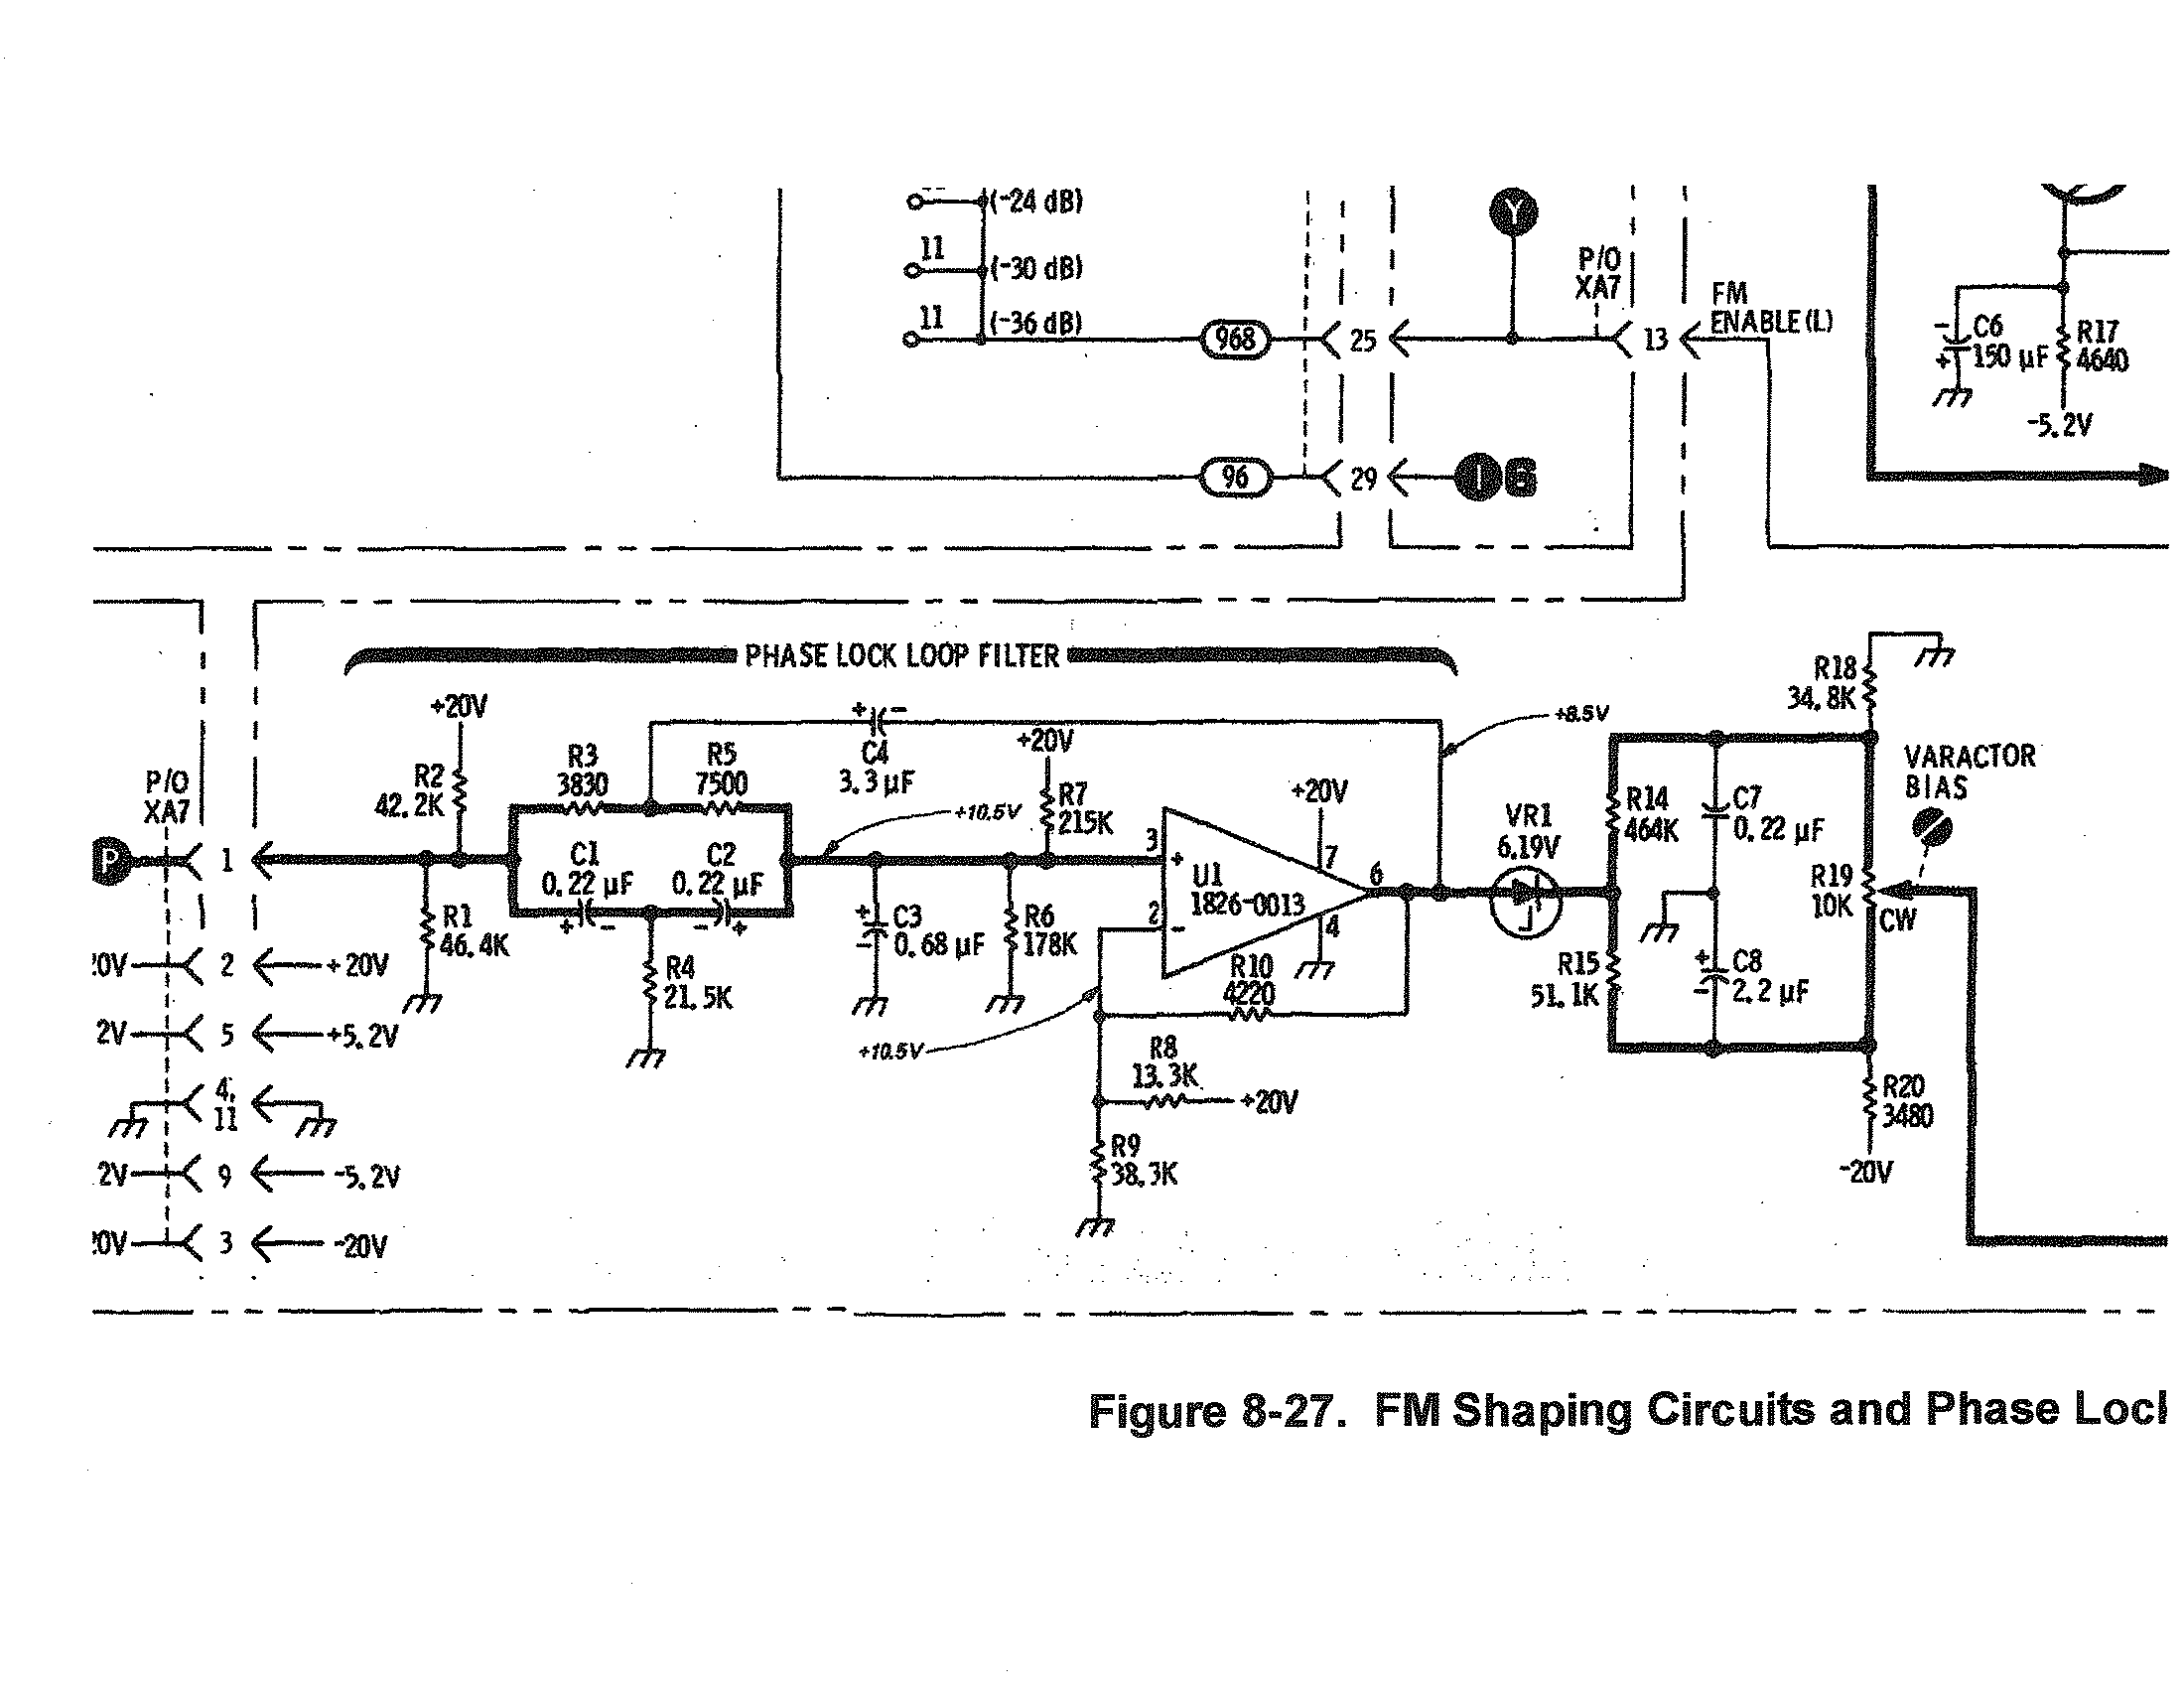 (-24 dB)
11
(-30 dB)
11
(-36 dB)
968
25
Y
P/O
XA7
13
FM
ENABLE (L)
C6
150 µF
R17
4640
-5.2V
96
29
I 6
PHASE LOCK LOOP FILTER
+20V
R2
42.2K
R3
3830
R5
7500
C4
3.3 µF
+20V
R7
215K
+10.5V
+8.5V
P/O
XA7
P
1
C1
0.22 µF
C2
0.22 µF
R1
46.4K
R4
21.5K
C3
0.68 µF
R6
178K
3
+
2
-
U1
1826-0013
+20V
7
6
4
R10
4220
+10.5V
R8
13.3K
+20V
R9
38.3K
VR1
6.19V
R14
464K
R15
51.1K
C7
0.22 µF
C8
2.2 µF
R18
34.8K
VARACTOR
BIAS
R19
10K
CW
R20
3480
-20V
0V 2 +20V
2V 5 +5.2V
4,
11
2V 9 -5.2V
0V 3 -20V
Figure 8-27. FM Shaping Circuits and Phase Lock